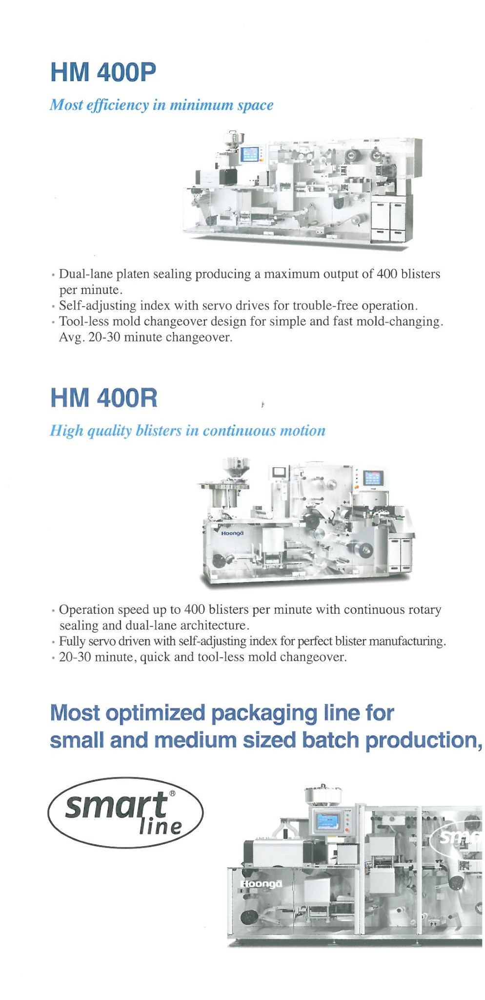 HM 400P
Most efficiency in minimum space
• Dual-lane platen sealing producing a maximum output of 400 blisters
per minute.
• Self-adjusting index with servo drives for trouble-free operation.
• Tool-less mold changeover design for simple and fast mold-changing.
Avg. 20-30 minute changeover.
HM 400R
High quality blisters in continuous motion
Hoonga
• Operation speed up to 400 blisters per minute with continuous rotary
sealing and dual-lane architecture.
• Fully servo driven with self-adjusting index for perfect blister manufacturing.
• 20-30 minute, quick and tool-less mold changeover.
Most optimized packaging line for
small and medium sized batch production,
smart®
line
Hoonga